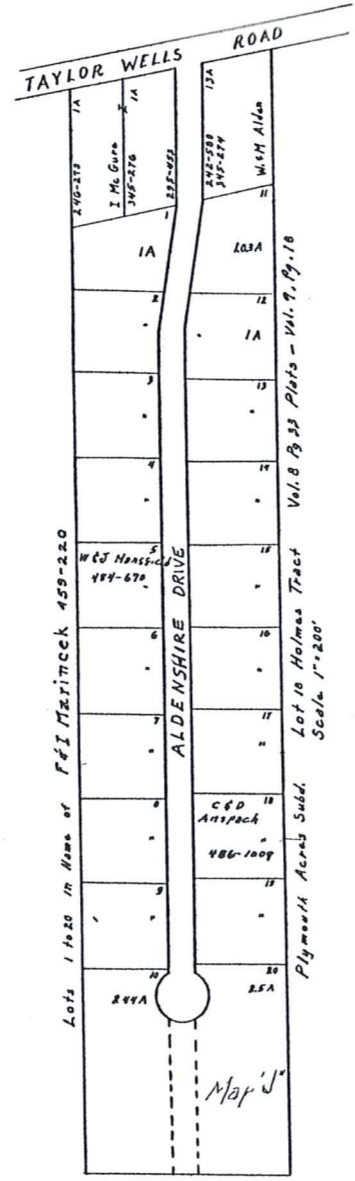 TAYLOR WELLS ROAD
1A
246-273
I McGurn
1A
345-276
295-453
13A
242-500
345-274
W.&M Alden
1
1A
11
1.03A
2
"
12
1A
"
3
"
13
"
4
"
14
"
5
W&J Mansfield
484-670
"
15
"
6
"
16
"
7
"
17
"
8
"
18
C & D
Anspach
"
486-1009
9
"
19
"
10
2.44A
20
2.5A
ALDENSHIRE DRIVE
Map "J"
Lots 1 to 20 in Name of F&I Marincek 459-220
Plymouth Acres Subd. Lot 18 Holmes Tract Vol. 8 Pg 33 Plats - Vol. 9, Pg. 18
Scale 1"=200'